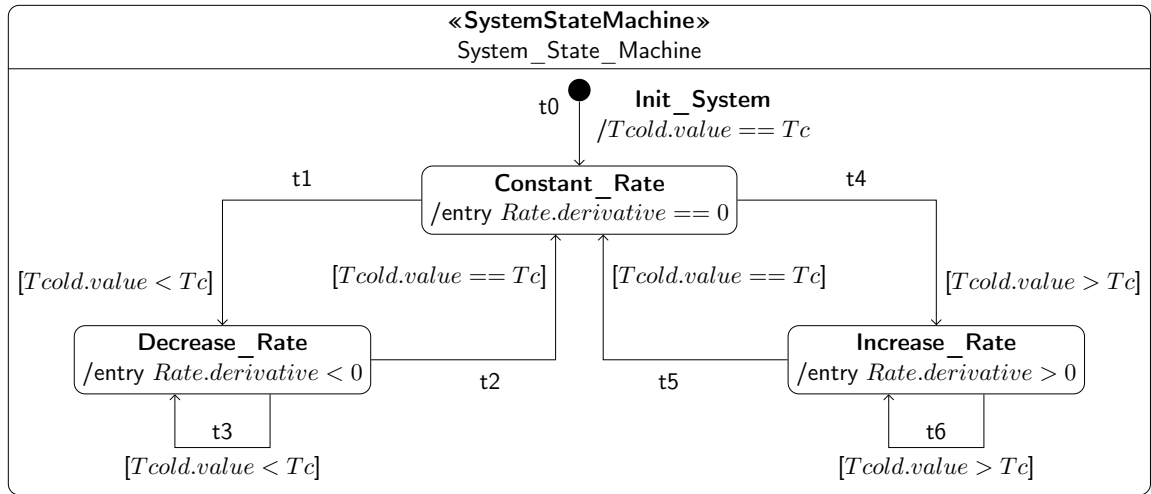 «SystemStateMachine»
System_State_Machine
t0
Init_System
/Tcold.value == Tc
t1
Constant_Rate
/entry Rate.derivative == 0
t4
[Tcold.value < Tc]
[Tcold.value == Tc]
[Tcold.value == Tc]
[Tcold.value > Tc]
Decrease_Rate
/entry Rate.derivative < 0
t2
t5
Increase_Rate
/entry Rate.derivative > 0
t3
[Tcold.value < Tc]
t6
[Tcold.value > Tc]